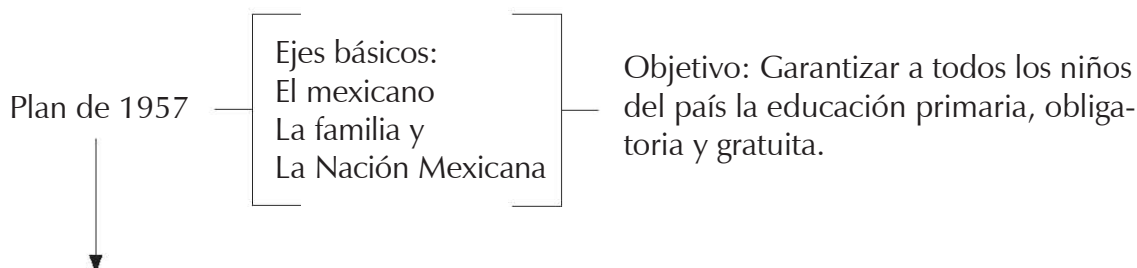 Plan de 1957
Ejes básicos:
El mexicano
La familia y
La Nación Mexicana
Objetivo: Garantizar a todos los niños
del país la educación primaria, obliga-
toria y gratuita.